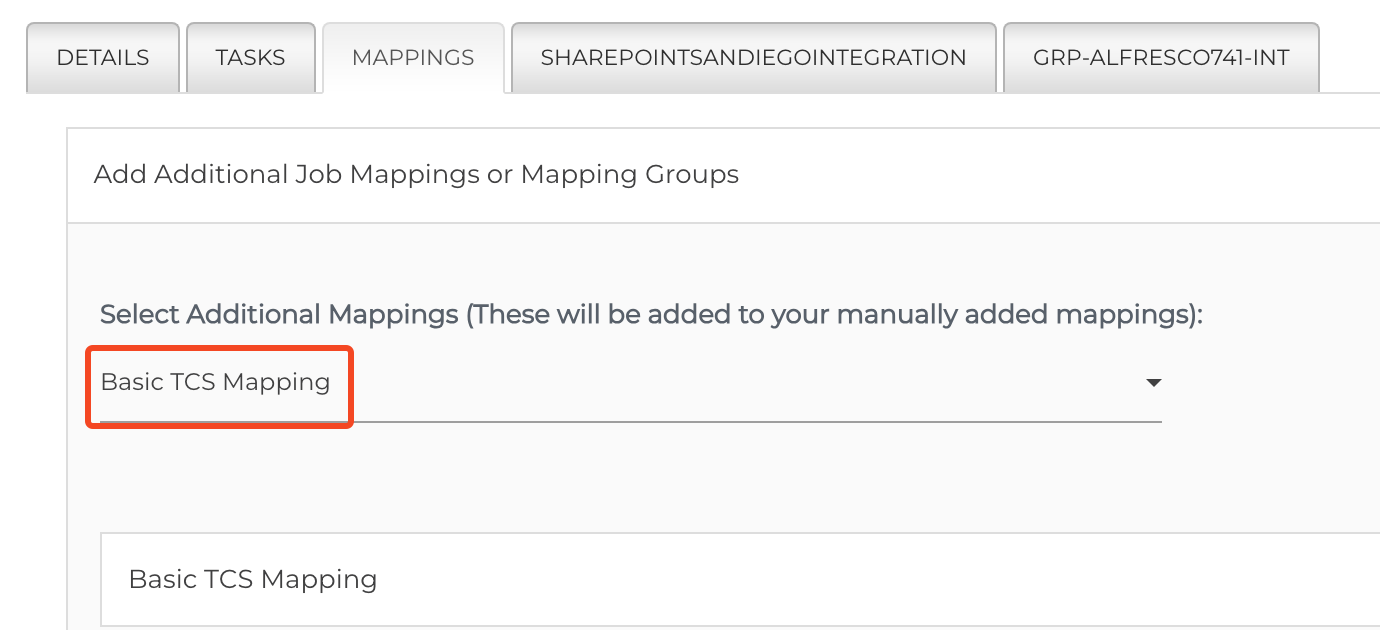 DETAILS TASKS MAPPINGS SHAREPOINTSANDIEGOINTEGRATION GRP-ALFRESCO741-INT
Add Additional Job Mappings or Mapping Groups
Select Additional Mappings (These will be added to your manually added mappings):
Basic TCS Mapping
Basic TCS Mapping